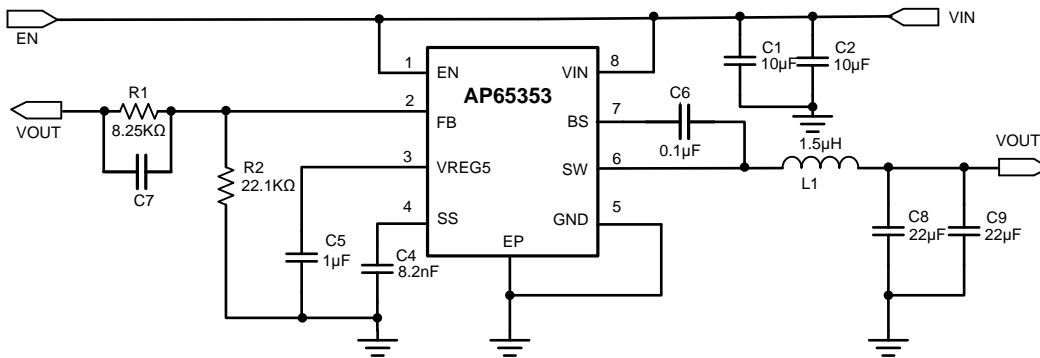 EN
VIN
C1
10µF
C2
10µF
1
EN
VIN
8
AP65353
R1
8.25KΩ
VOUT
C7
2
FB
BS
7
C6
0.1µF
R2
22.1KΩ
3
VREG5
SW
6
1.5µH
L1
VOUT
4
SS
GND
5
EP
C5
1µF
C4
8.2nF
C8
22µF
C9
22µF